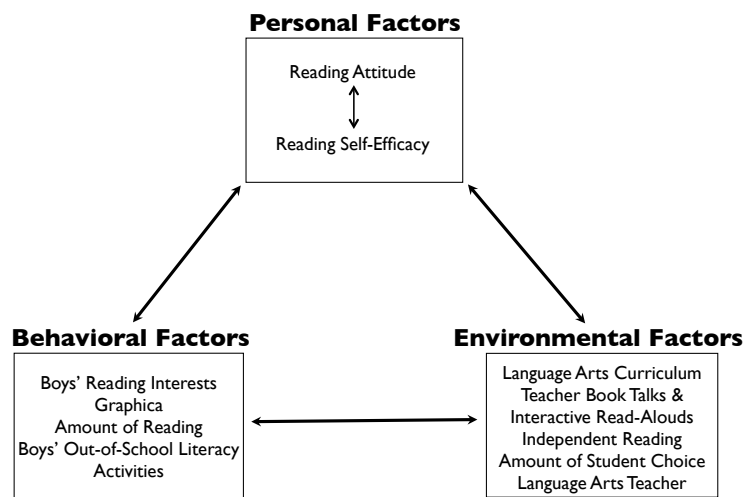 Personal Factors
Reading Attitude
Reading Self-Efficacy
Behavioral Factors
Boys' Reading Interests
Graphica
Amount of Reading
Boys' Out-of-School Literacy
Activities
Environmental Factors
Language Arts Curriculum
Teacher Book Talks &
Interactive Read-Alouds
Independent Reading
Amount of Student Choice
Language Arts Teacher